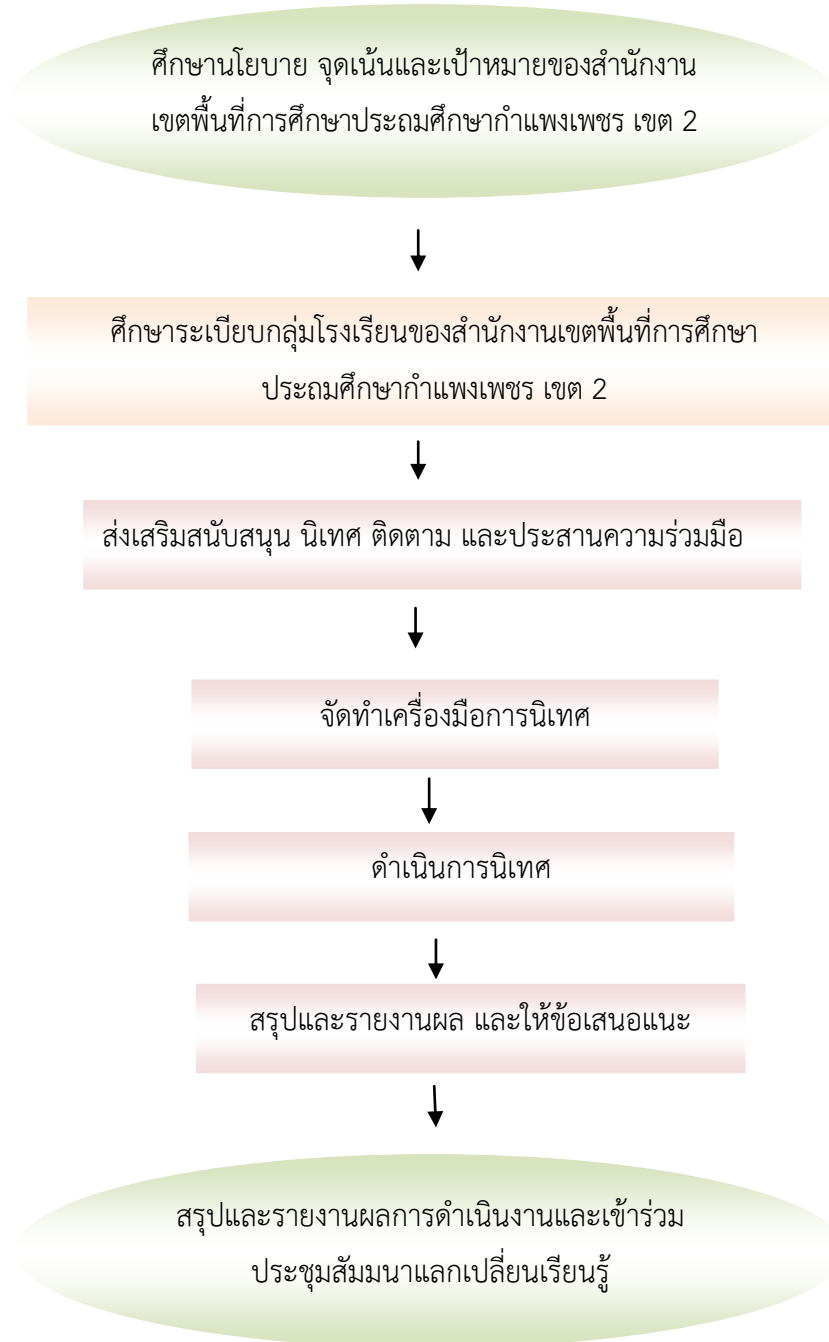 ศึกษานโยบาย จุดเน้นและเป้าหมายของสำนักงาน
เขตพื้นที่การศึกษาประถมศึกษากำแพงเพชร เขต 2
ศึกษาระเบียบกลุ่มโรงเรียนของสำนักงานเขตพื้นที่การศึกษา
ประถมศึกษากำแพงเพชร เขต 2
ส่งเสริมสนับสนุน นิเทศ ติดตาม และประสานความร่วมมือ
จัดทำเครื่องมือการนิเทศ
ดำเนินการนิเทศ
สรุปและรายงานผล และให้ข้อเสนอแนะ
สรุปและรายงานผลการดำเนินงานและเข้าร่วม
ประชุมสัมมนาแลกเปลี่ยนเรียนรู้